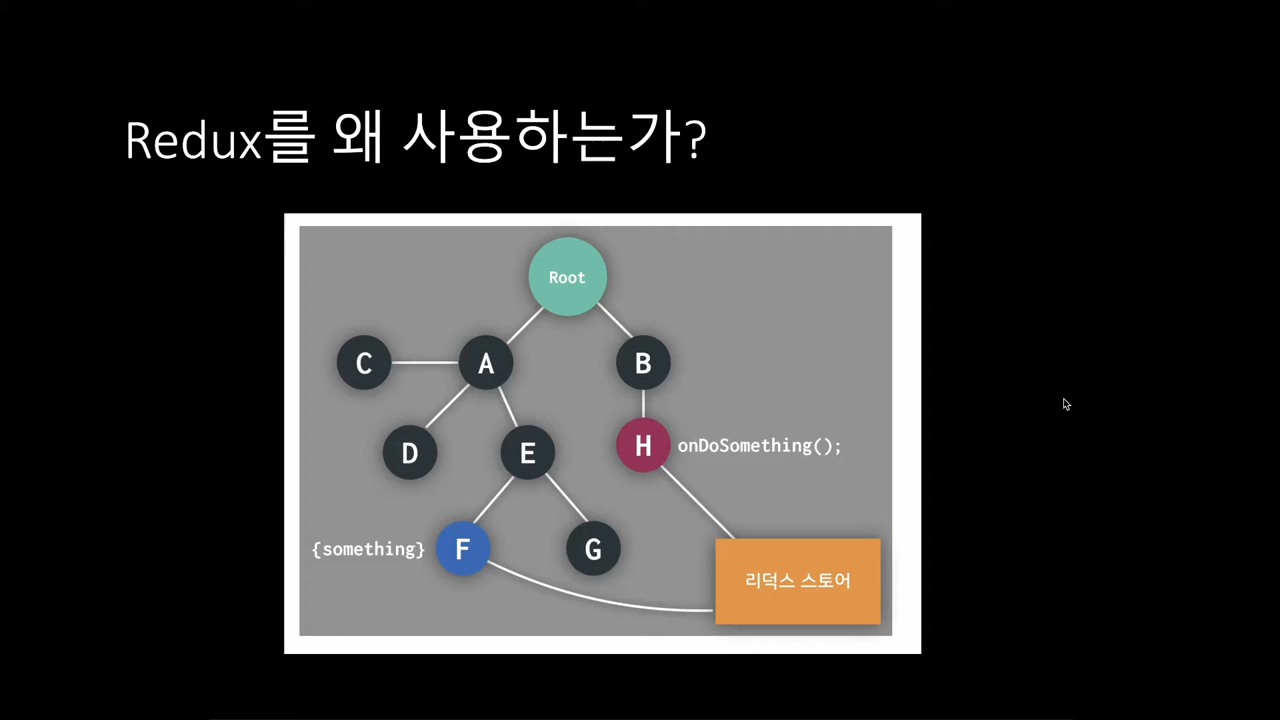 Redux를 왜 사용하는가?
Root
C
A
B
D
E
H
onDoSomething();
{something}
F
G
리덕스 스토어